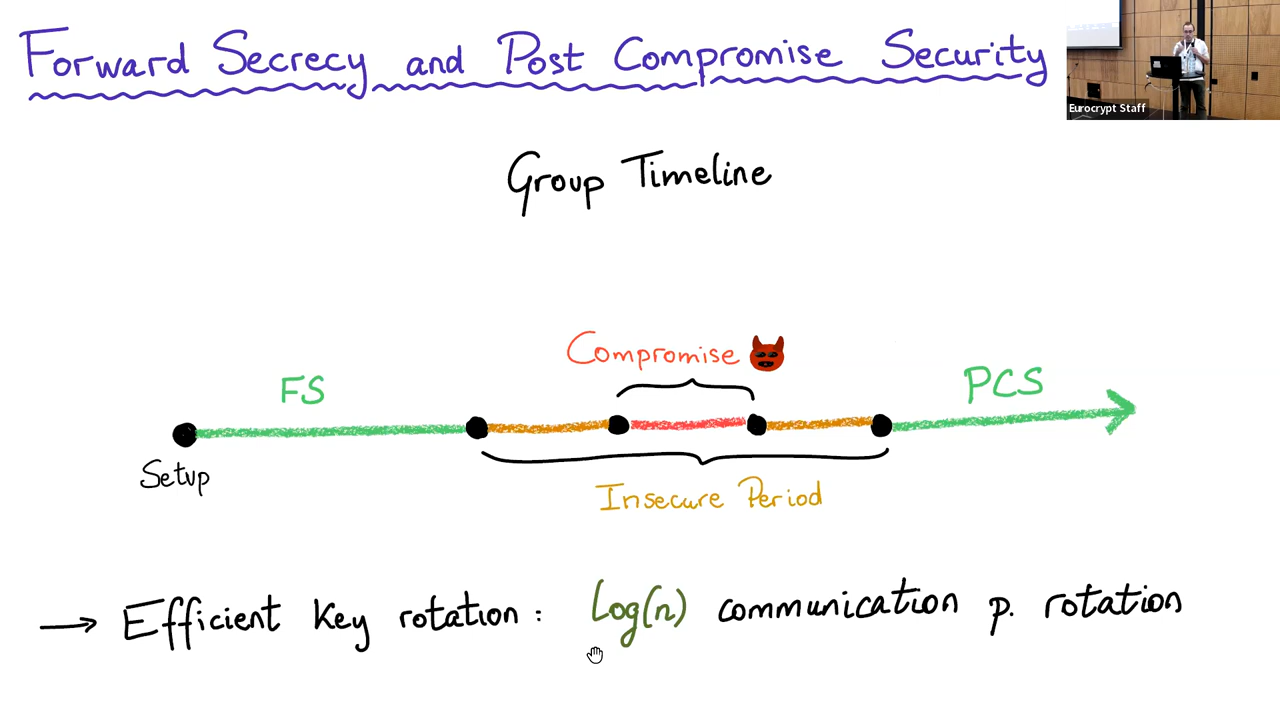 Forward Secrecy and Post Compromise Security
Eurocrypt Staff
Group Timeline
Compromise
FS
PCS
Setup
Insecure Period
→ Efficient Key rotation: Log(n) communication p. rotation